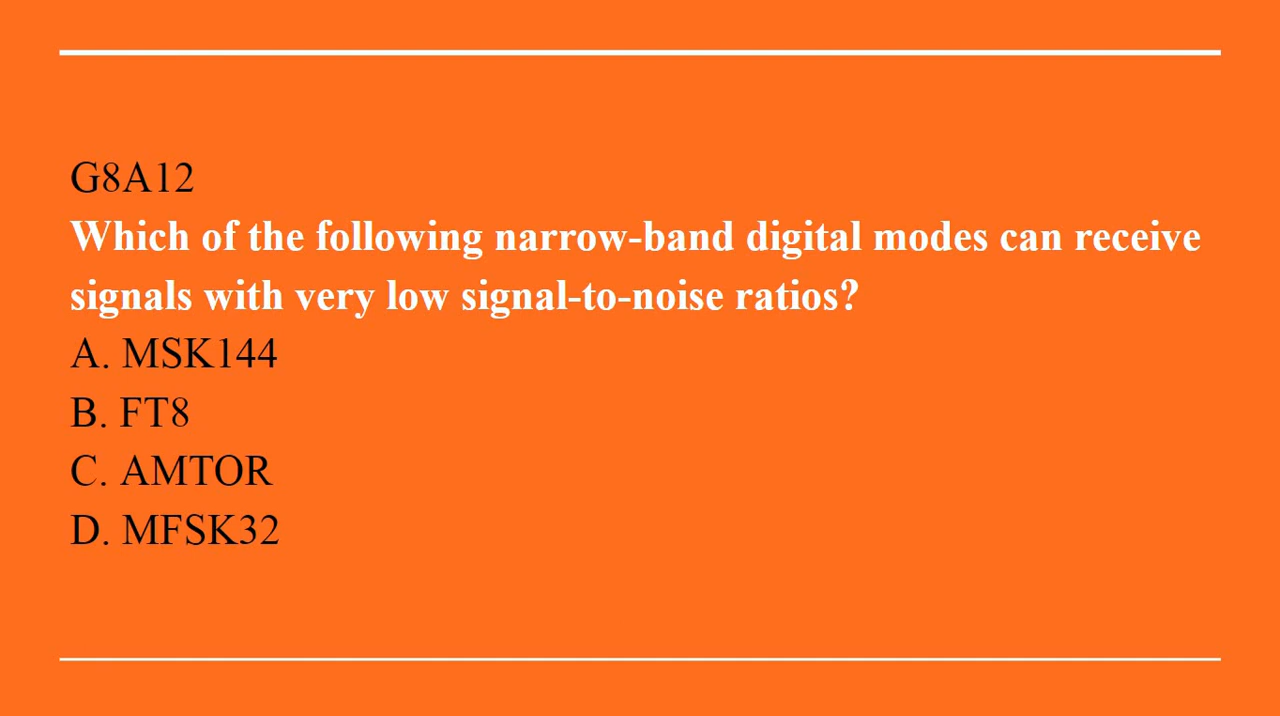 G8A12
Which of the following narrow-band digital modes can receive
signals with very low signal-to-noise ratios?
A. MSK144
B. FT8
C. AMTOR
D. MFSK32